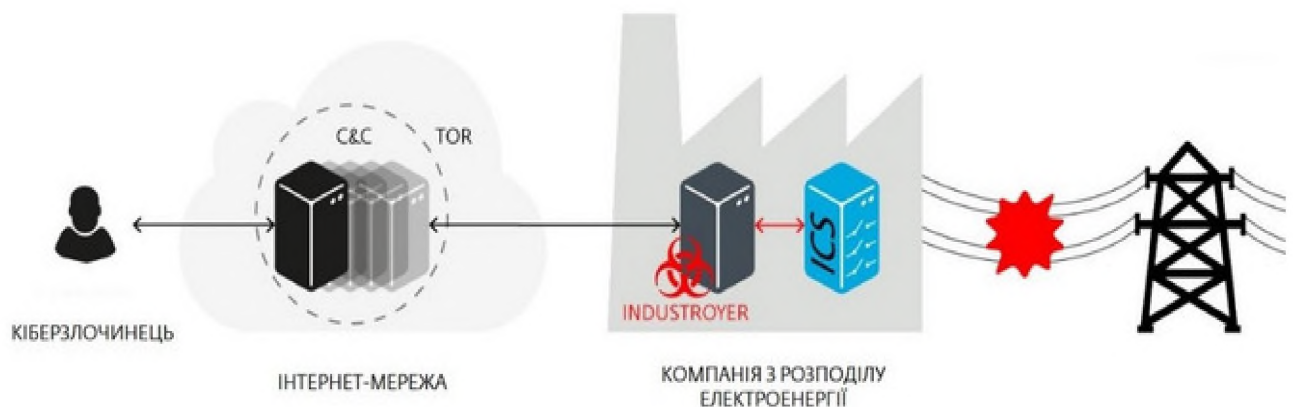 C&C
TOR
ICS
INDUSTROYER
КІБЕРЗЛОЧИНЕЦЬ
ІНТЕРНЕТ-МЕРЕЖА
КОМПАНІЯ З РОЗПОДІЛУ
ЕЛЕКТРОЕНЕРГІЇ